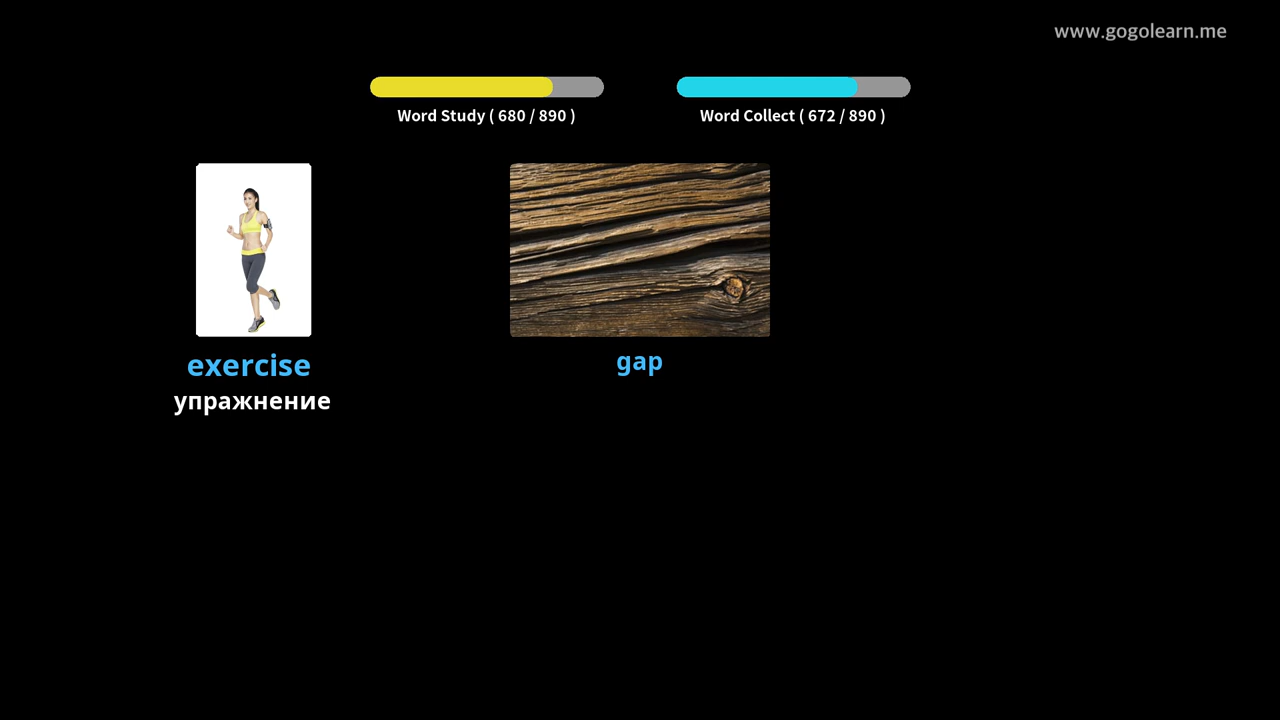 www.gogolearn.me
Word Study ( 680 / 890 )
Word Collect ( 672 / 890 )
exercise
упражнение
gap